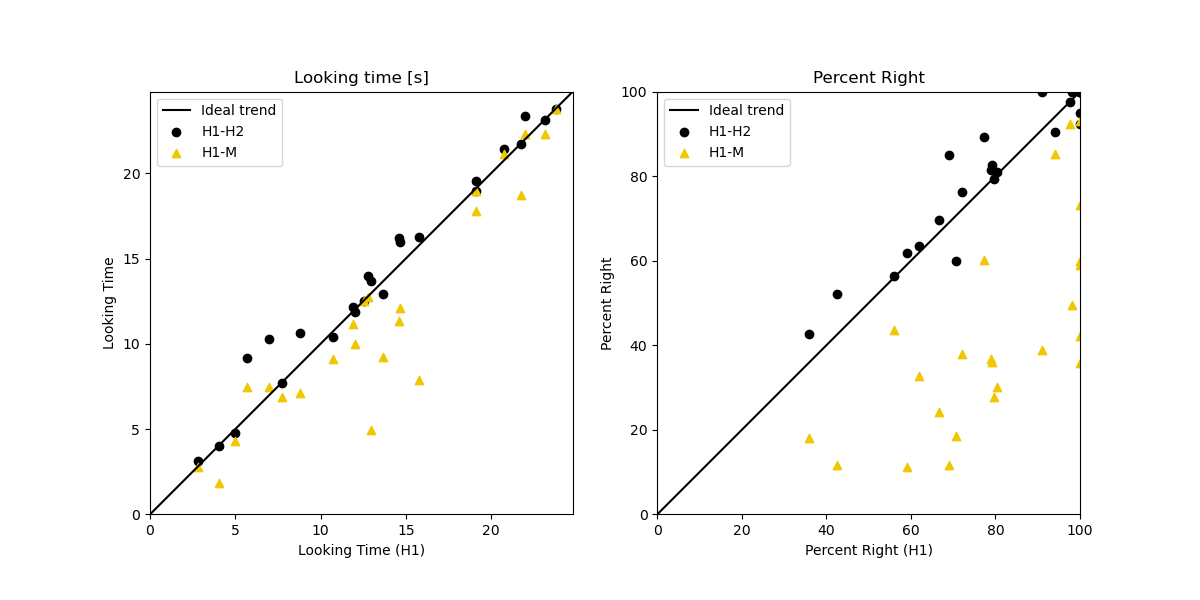 Looking time [s]
Ideal trend
H1-H2
H1-M
20
15
10
5
0
0 5 10 15 20
Looking Time
Looking Time (H1)
Percent Right
Ideal trend
H1-H2
H1-M
100
80
60
40
20
0
0 20 40 60 80 100
Percent Right
Percent Right (H1)